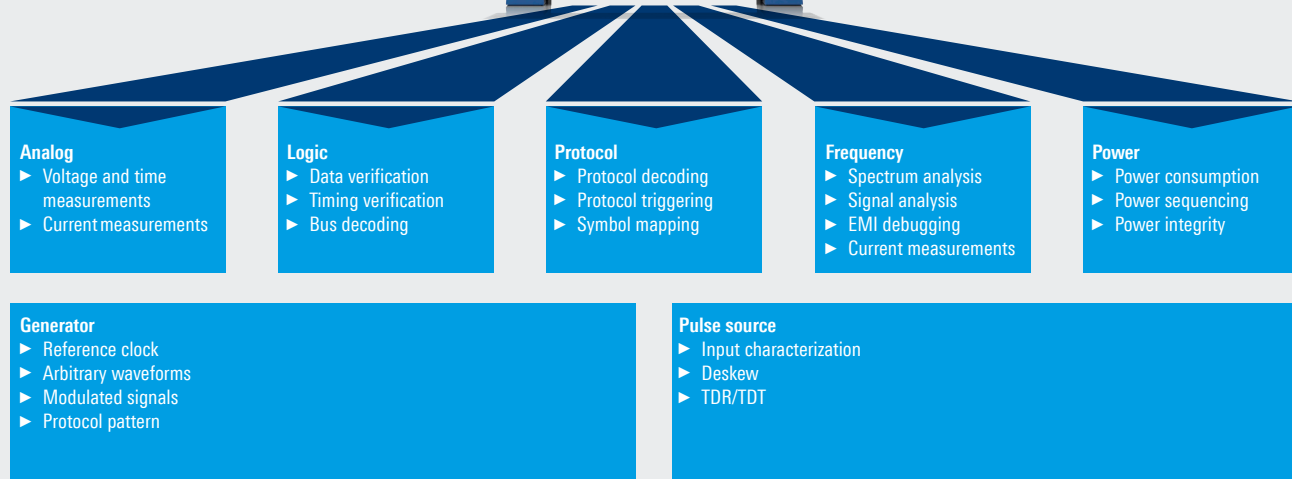 Analog
► Voltage and time
measurements
► Current measurements
Logic
► Data verification
► Timing verification
► Bus decoding
Protocol
► Protocol decoding
► Protocol triggering
► Symbol mapping
Frequency
► Spectrum analysis
► Signal analysis
► EMI debugging
► Current measurements
Power
► Power consumption
► Power sequencing
► Power integrity
Generator
► Reference clock
► Arbitrary waveforms
► Modulated signals
► Protocol pattern
Pulse source
► Input characterization
► Deskew
► TDR/TDT